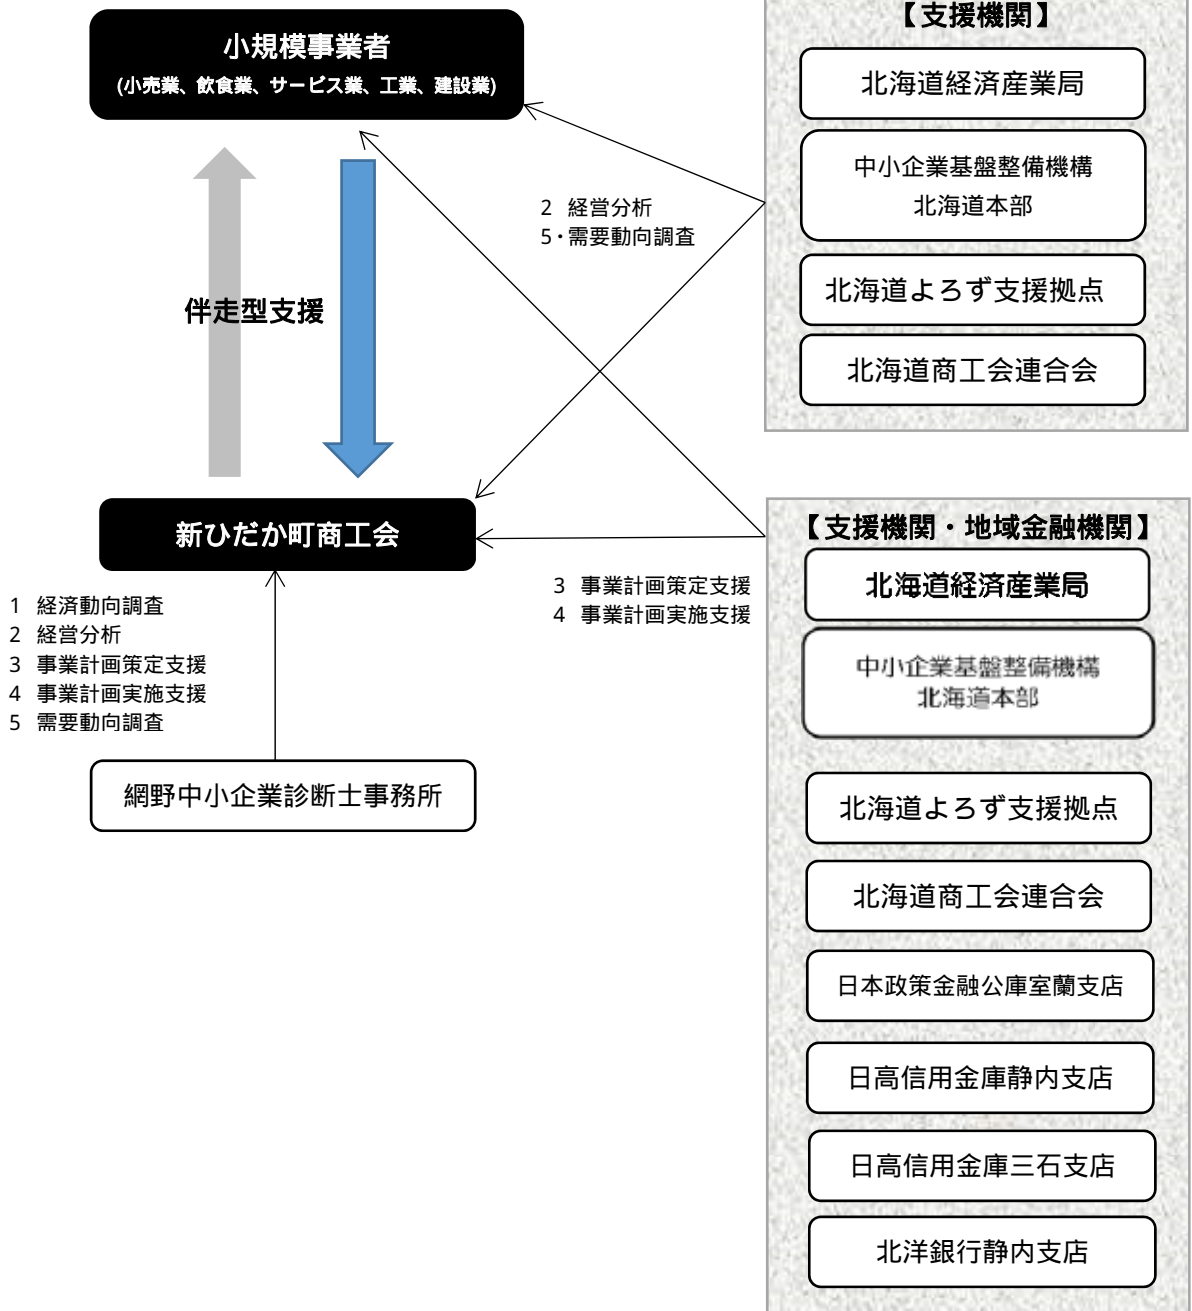 小規模事業者
(小売業、飲食業、サービス業、工業、建設業)
伴走型支援
新ひだか町商工会
1 経済動向調査
2 経営分析
3 事業計画策定支援
4 事業計画実施支援
5 需要動向調査
網野中小企業診断士事務所
2 経営分析
5・需要動向調査
3 事業計画策定支援
4 事業計画実施支援
【支援機関】
北海道経済産業局
中小企業基盤整備機構
北海道本部
北海道よろず支援拠点
北海道商工会連合会
【支援機関・地域金融機関】
北海道経済産業局
中小企業基盤整備機構
北海道本部
北海道よろず支援拠点
北海道商工会連合会
日本政策金融公庫室蘭支店
日高信用金庫静内支店
日高信用金庫三石支店
北洋銀行静内支店